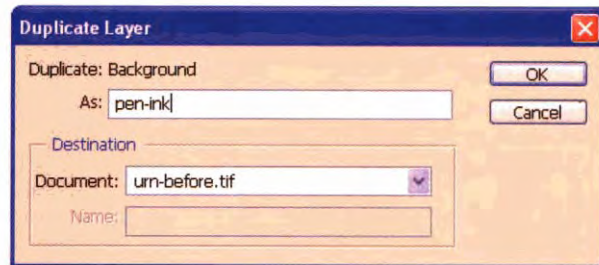 Duplicate Layer
Duplicate: Background
OK
As: pen-ink
Cancel
Destination
Document: urn-before.tif
Name: